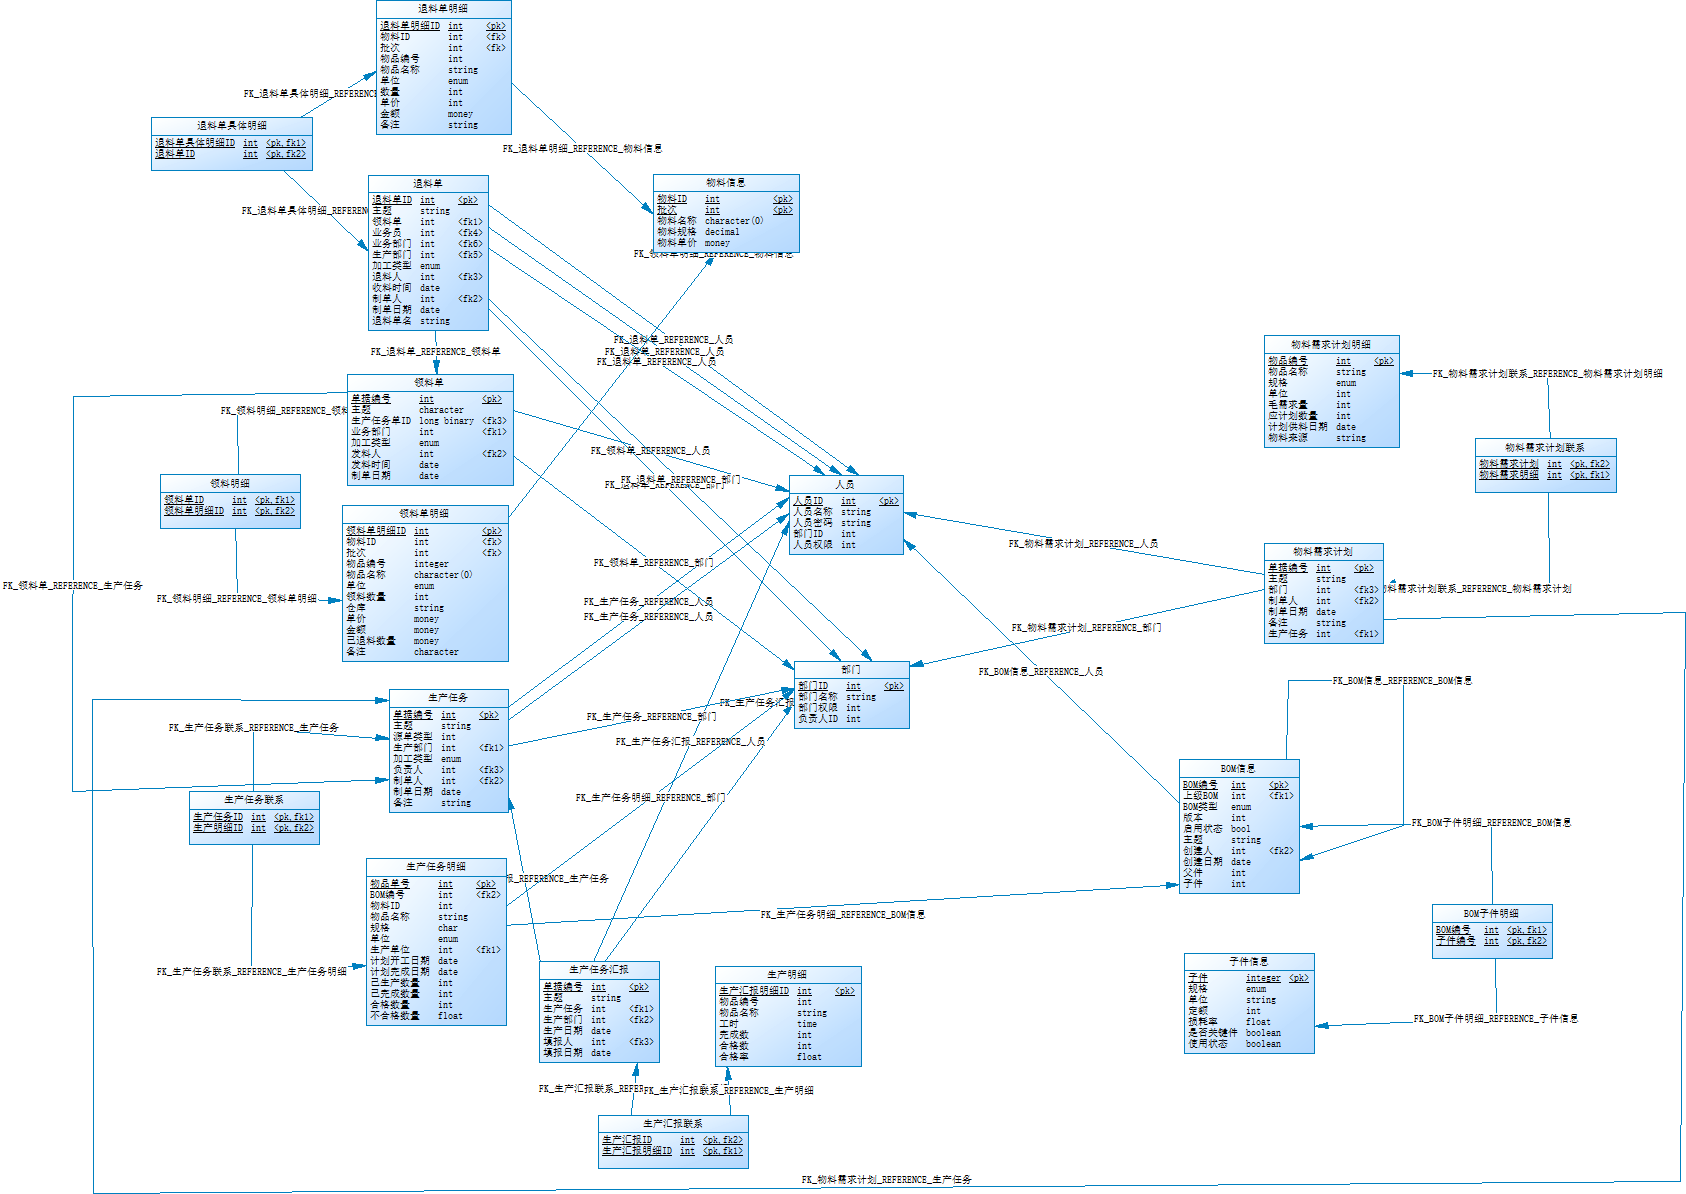 退料单明细
退料单明细ID int <pk>
物料ID int <fk>
批次 int <fk>
物品编号 int
物品名称 string
单位 enum
数量 int
单价 int
金额 money
备注 string
FK_退料单具体明细_REFERENCE
退料单具体明细
退料单具体明细ID int <pk,fk1>
退料单ID int <pk,fk2>
FK_退料单明细_REFERENCE_物料信息
FK_退料单具体明细_REFEREN
退料单
退料单ID int <pk>
主题 string
领料单 int <fk1>
业务员 int <fk4>
业务部门 int <fk6>
生产部门 int <fk5>
加工类型 enum
退料人 int <fk3>
收料时间 date
制单人 int <fk2>
制单日期 date
退料单名 string
物料信息
物料ID int <pk>
批次 int <pk>
物料名称 character(0)
物料规格 decimal
物料单价 money
FK_领料单明细_REFERENCE_物料信息
FK_退料单_REFERENCE_人员
FK_退料单_REFERENCE_人员
FK_退料单_REFERENCE_人员
FK_退料单_REFERENCE_领料单
领料单
单据编号 int <pk>
主题 character
生产任务单ID long binary <fk3>
业务部门 int <fk1>
加工类型 enum
发料人 int <fk2>
发料时间 date
制单日期 date
FK_领料明细_REFERENCE_领料
FK_领料单_REFERENCE_人员
FK_退料单_REFERENCE_部门
FK_退料单_REFERENCE_部门
领料明细
领料单ID int <pk,fk1>
领料单明细ID int <pk,fk2>
FK_领料单_REFERENCE_生产任务
FK_领料明细_REFERENCE_领料单明细
领料单明细
领料单明细ID int <pk>
物料ID int <fk>
批次 int <fk>
物品编号 integer
物品名称 character(0)
单位 enum
领料数量 int
仓库 string
单价 money
金额 money
已退料数量 money
备注 character
人员
人员ID int <pk>
人员名称 string
人员密码 string
部门ID int
人员权限 int
FK_领料单_REFERENCE_部门
FK_生产任务_REFERENCE_人员
FK_生产任务_REFERENCE_人员
物料需求计划明细
物品编号 int <pk>
物品名称 string
规格 enum
单位 int
毛需求量 int
应计划数量 int
计划供料日期 date
物料来源 string
FK_物料需求计划联系_REFERENCE_物料需求计划明细
物料需求计划联系
物料需求计划 int <pk,fk2>
物料需求明细 int <pk,fk1>
FK_物料需求计划_REFERENCE_人员
物料需求计划
单据编号 int <pk>
主题 string
部门 int <fk3>
制单人 int <fk2>
制单日期 date
备注 string
生产任务 int <fk1>
物料需求计划联系_REFERENCE_物料需求计划
FK_物料需求计划_REFERENCE_部门
FK_BOM信息_REFERENCE_人员
部门
部门ID int <pk>
部门名称 string
部门权限 int
负责人ID int
FK_生产任务汇报
FK_生产任务_REFERENCE_部门
FK_生产任务汇报_REFERENCE_人员
FK_生产任务明细_REFERENCE_部门
生产任务
单据编号 int <pk>
主题 string
源单类型 int
生产部门 int <fk1>
加工类型 enum
负责人 int <fk3>
制单人 int <fk2>
制单日期 date
备注 string
FK_生产任务联系_REFERENCE_生产任务
生产任务联系
生产任务ID int <pk,fk1>
生产明细ID int <pk,fk2>
FK_生产任务联系_REFERENCE_生产任务明细
生产任务明细
物品单号 int <pk>
BOM编号 int <fk2>
物料ID int
物品名称 string
规格 char
单位 enum
生产单位 int <fk1>
计划开工日期 date
计划完成日期 date
已生产数量 int
已完成数量 int
合格数量 int
不合格数量 float
报_REFERENCE_生产任务
FK_生产任务明细_REFERENCE_BOM信息
FK_BOM信息_REFERENCE_BOM信息
BOM信息
BOM编号 int <pk>
上级BOM int <fk1>
BOM类型 enum
版本 int
启用状态 bool
主题 string
创建人 int <fk2>
创建日期 date
父件 int
子件 int
FK_BOM子件明细_REFERENCE_BOM信息
BOM子件明细
BOM编号 int <pk,fk1>
子件编号 int <pk,fk2>
FK_BOM子件明细_REFERENCE_子件信息
子件信息
子件 integer <pk>
规格 enum
单位 string
定额 int
损耗率 float
是否关键件 boolean
使用状态 boolean
生产任务汇报
单据编号 int <pk>
主题 string
生产任务 int <fk1>
生产部门 int <fk2>
生产日期 date
填报人 int <fk3>
填报日期 date
生产明细
生产汇报明细ID int <pk>
物品编号 int
物品名称 string
工时 time
完成数 int
合格数 int
合格率 float
FK_生产汇报联系_REFER
FK_生产汇报联系_REFERENCE_生产明细
生产汇报联系
生产汇报ID int <pk,fk2>
生产汇报明细ID int <pk,fk1>
FK_物料需求计划_REFERENCE_生产任务